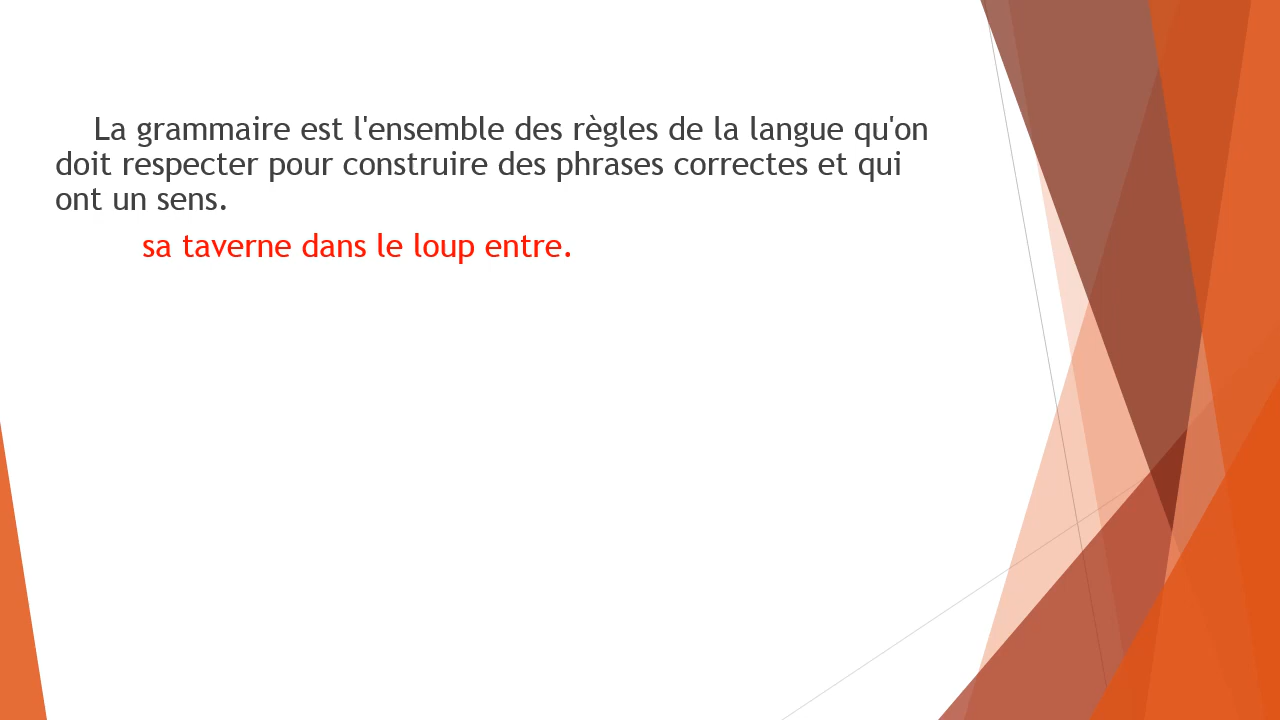 La grammaire est l'ensemble des règles de la langue qu'on
doit respecter pour construire des phrases correctes et qui
ont un sens.
sa taverne dans le loup entre.